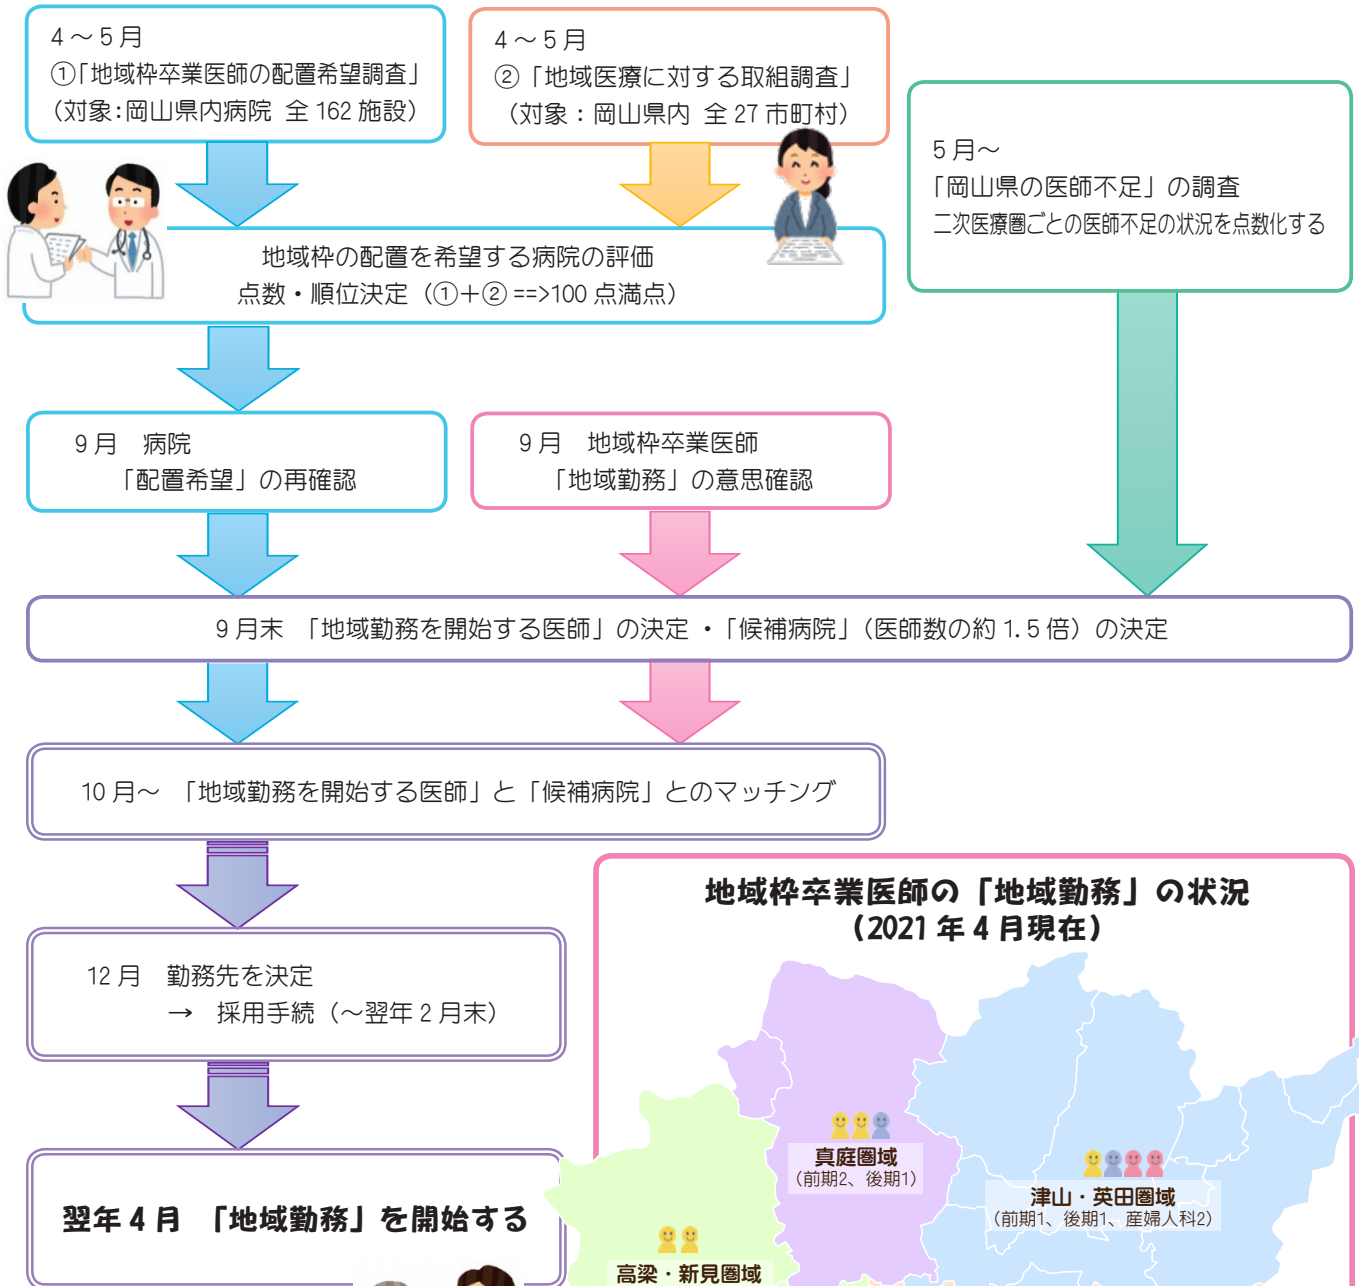 4～5月
①「地域枠卒業医師の配置希望調査」
（対象：岡山県内病院 全162施設）
4～5月
②「地域医療に対する取組調査」
（対象：岡山県内 全27市町村）
5月～
「岡山県の医師不足」の調査
二次医療圏ごとの医師不足の状況を点数化する
地域枠の配置を希望する病院の評価
点数・順位決定（①＋②==>100点満点）
9月 病院
「配置希望」の再確認
9月 地域枠卒業医師
「地域勤務」の意思確認
9月末 「地域勤務を開始する医師」の決定・「候補病院」（医師数の約1.5倍）の決定
10月～ 「地域勤務を開始する医師」と「候補病院」とのマッチング
12月 勤務先を決定
→ 採用手続（～翌年2月末）
翌年4月 「地域勤務」を開始する
地域枠卒業医師の「地域勤務」の状況
（2021年4月現在）
真庭圏域
（前期2、後期1）
津山・英田圏域
（前期1、後期1、産婦人科2）
高梁・新見圏域